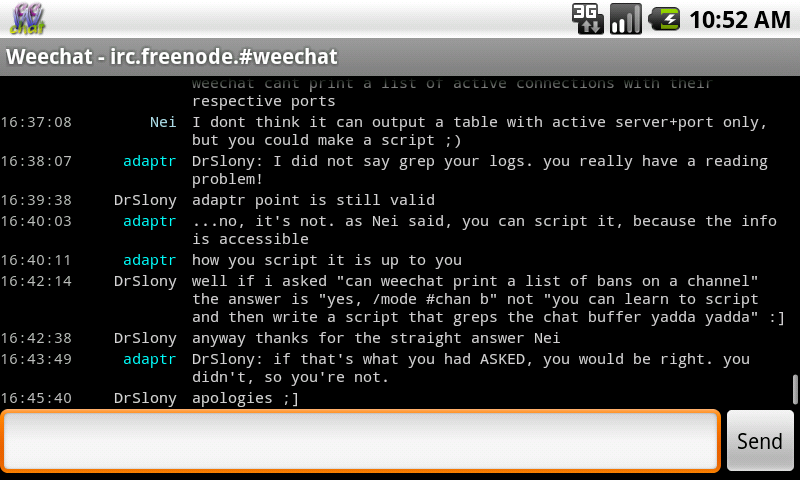 chat
3G
10:52 AM
Weechat - irc.freenode.#weechat
weechat cant print a list of active connections with their
respective ports
16:37:08 Nei I dont think it can output a table with active server+port only,
but you could make a script ;)
16:38:07 adaptr DrSlony: I did not say grep your logs. you really have a reading
problem!
16:39:38 DrSlony adaptr point is still valid
16:40:03 adaptr ...no, it's not. as Nei said, you can script it, because the info
is accessible
16:40:11 adaptr how you script it is up to you
16:42:14 DrSlony well if i asked "can weechat print a list of bans on a channel"
the answer is "yes, /mode #chan b" not "you can learn to script
and then write a script that greps the chat buffer yadda yadda" :]
16:42:38 DrSlony anyway thanks for the straight answer Nei
16:43:49 adaptr DrSlony: if that's what you had ASKED, you would be right. you
didn't, so you're not.
16:45:40 DrSlony apologies ;]
Send